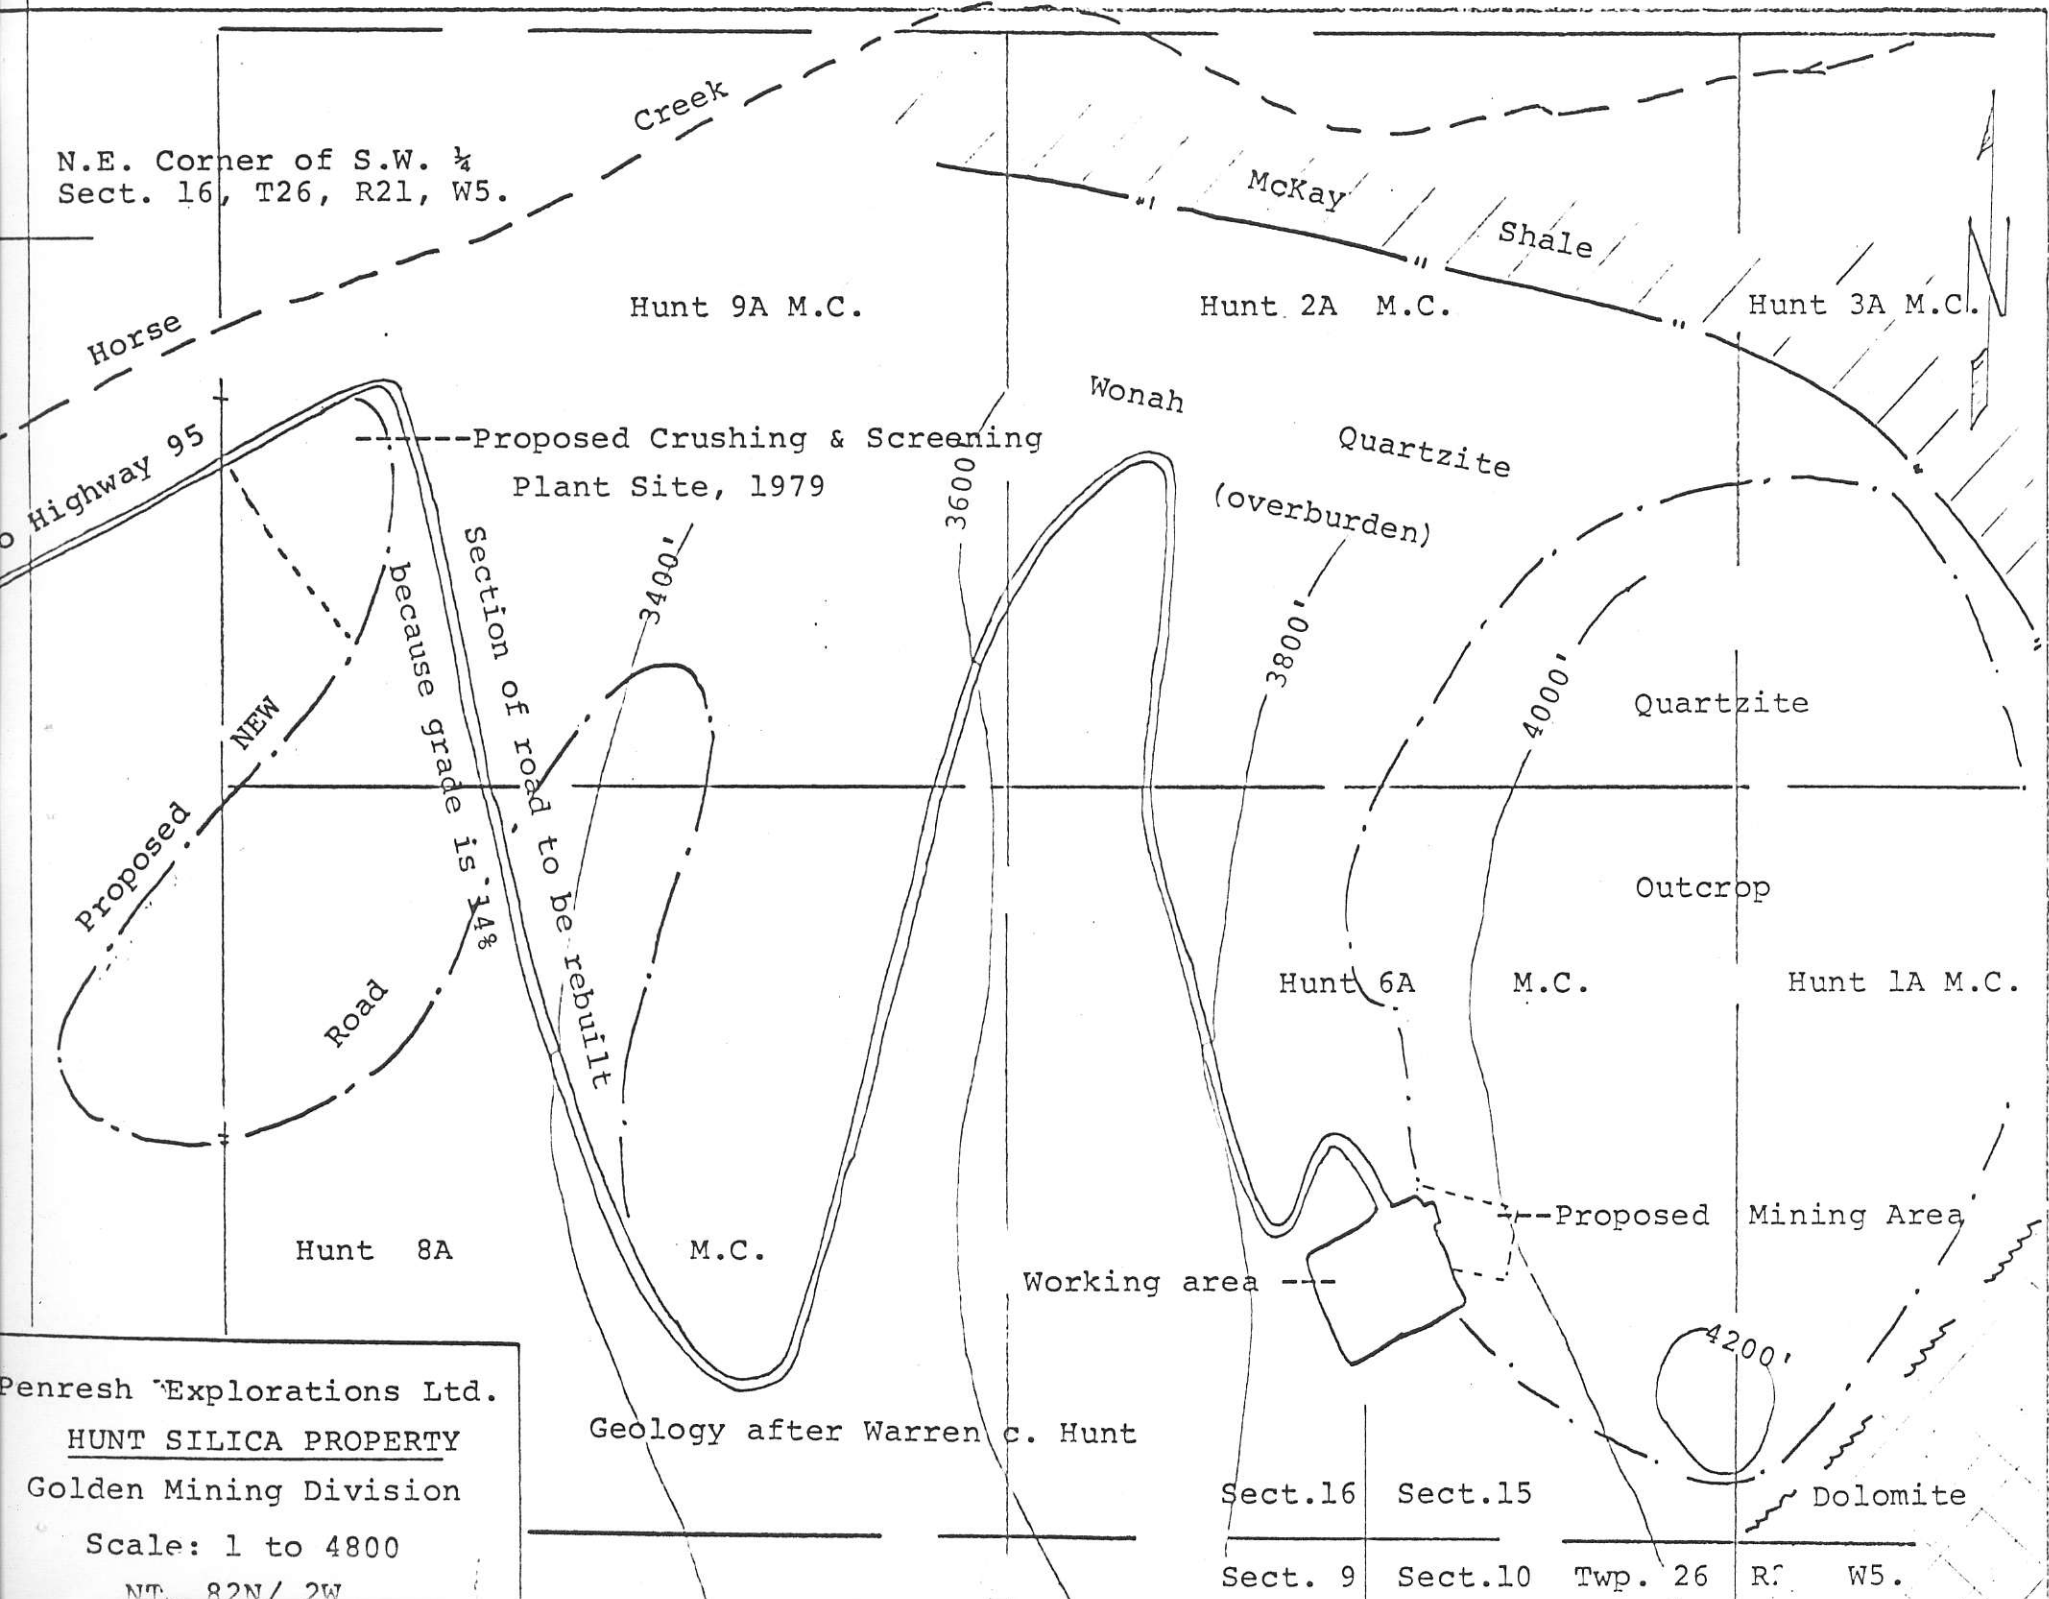 Creek
N.E. Corner of S.W. ¼
Sect. 16, T26, R21, W5.
McKay
Shale
Horse
Hunt 9A M.C.
Hunt 2A M.C.
Hunt 3A M.C.
N
Wonah
Quartzite
(overburden)
Highway 95
Proposed Crushing & Screening
Plant Site, 1979
3400'
3600
3800'
4000'
Section of road to be rebuilt
because grade is 14%
Quartzite
Outcrop
Proposed
NEW
Road
Hunt 6A M.C.
Hunt 1A M.C.
Proposed Mining Area
Hunt 8A M.C.
Working area
4200'
Geology after Warren c. Hunt
Penresh Explorations Ltd.
HUNT SILICA PROPERTY
Golden Mining Division
Scale: 1 to 4800
82N/ 2W
Sect.16 Sect.15
Dolomite
Sect. 9 Sect.10 Twp. 26 W5.